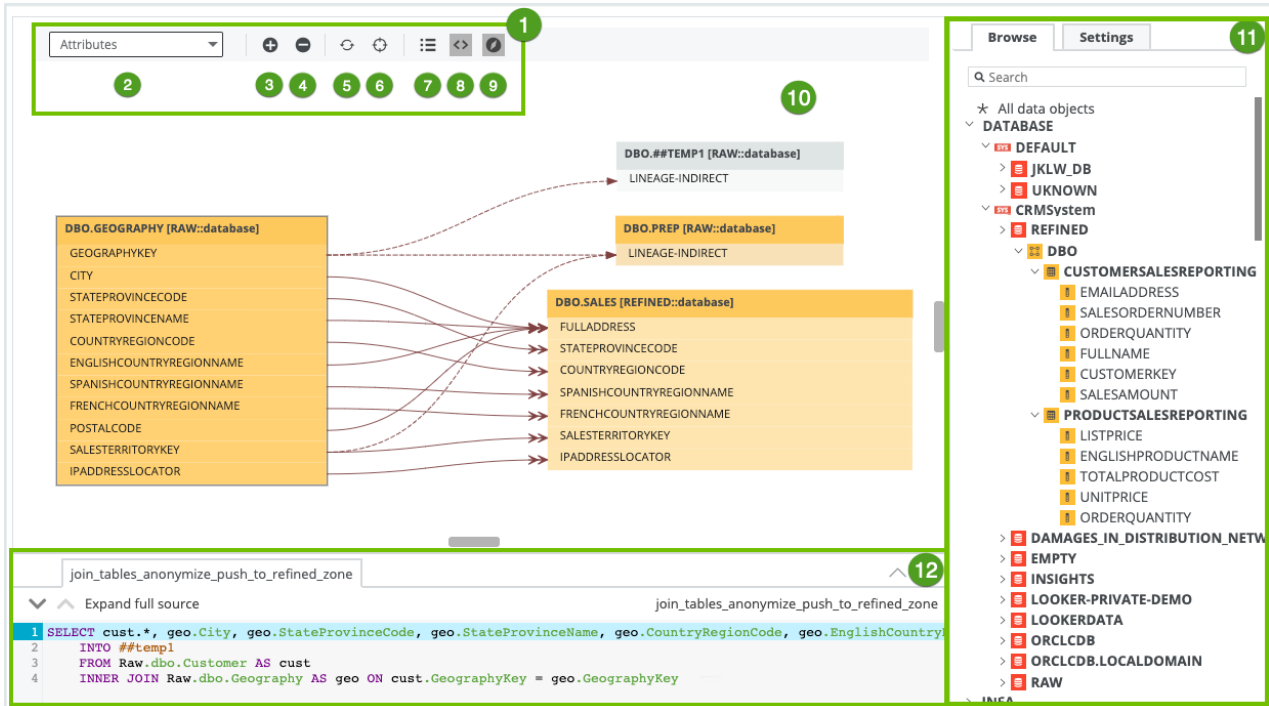 1
Attributes
2
3
4
5
6
7
8
9
10
DBO.##TEMP1 [RAW::database]
LINEAGE-INDIRECT
DBO.GEOGRAPHY [RAW::database]
GEOGRAPHYKEY
CITY
STATEPROVINCECODE
STATEPROVINCENAME
COUNTRYREGIONCODE
ENGLISHCOUNTRYREGIONNAME
SPANISHCOUNTRYREGIONNAME
FRENCHCOUNTRYREGIONNAME
POSTALCODE
SALESTERRITORYKEY
IPADDRESSLOCATOR
DBO.PREP [RAW::database]
LINEAGE-INDIRECT
DBO.SALES [REFINED::database]
FULLADDRESS
STATEPROVINCECODE
COUNTRYREGIONCODE
SPANISHCOUNTRYREGIONNAME
FRENCHCOUNTRYREGIONNAME
SALESTERRITORYKEY
IPADDRESSLOCATOR
join_tables_anonymize_push_to_refined_zone
12
Expand full source
join_tables_anonymize_push_to_refined_zone
1 SELECT cust.*, geo.City, geo.StateProvinceCode, geo.StateProvinceName, geo.CountryRegionCode, geo.EnglishCountry
2 INTO ##temp1
3 FROM Raw.dbo.Customer AS cust
4 INNER JOIN Raw.dbo.Geography AS geo ON cust.GeographyKey = geo.GeographyKey
Browse
Settings
11
Search
All data objects
DATABASE
SYS DEFAULT
JKLW_DB
UKNOWN
SYS CRMSystem
REFINED
DBO
CUSTOMERSALESREPORTING
EMAILADDRESS
SALESORDERNUMBER
ORDERQUANTITY
FULLNAME
CUSTOMERKEY
SALESAMOUNT
PRODUCTSALESREPORTING
LISTPRICE
ENGLISHPRODUCTNAME
TOTALPRODUCTCOST
UNITPRICE
ORDERQUANTITY
DAMAGES_IN_DISTRIBUTION_NETW
EMPTY
INSIGHTS
LOOKER-PRIVATE-DEMO
LOOKERDATA
ORCLCDB
ORCLCDB.LOCALDOMAIN
RAW
INFA